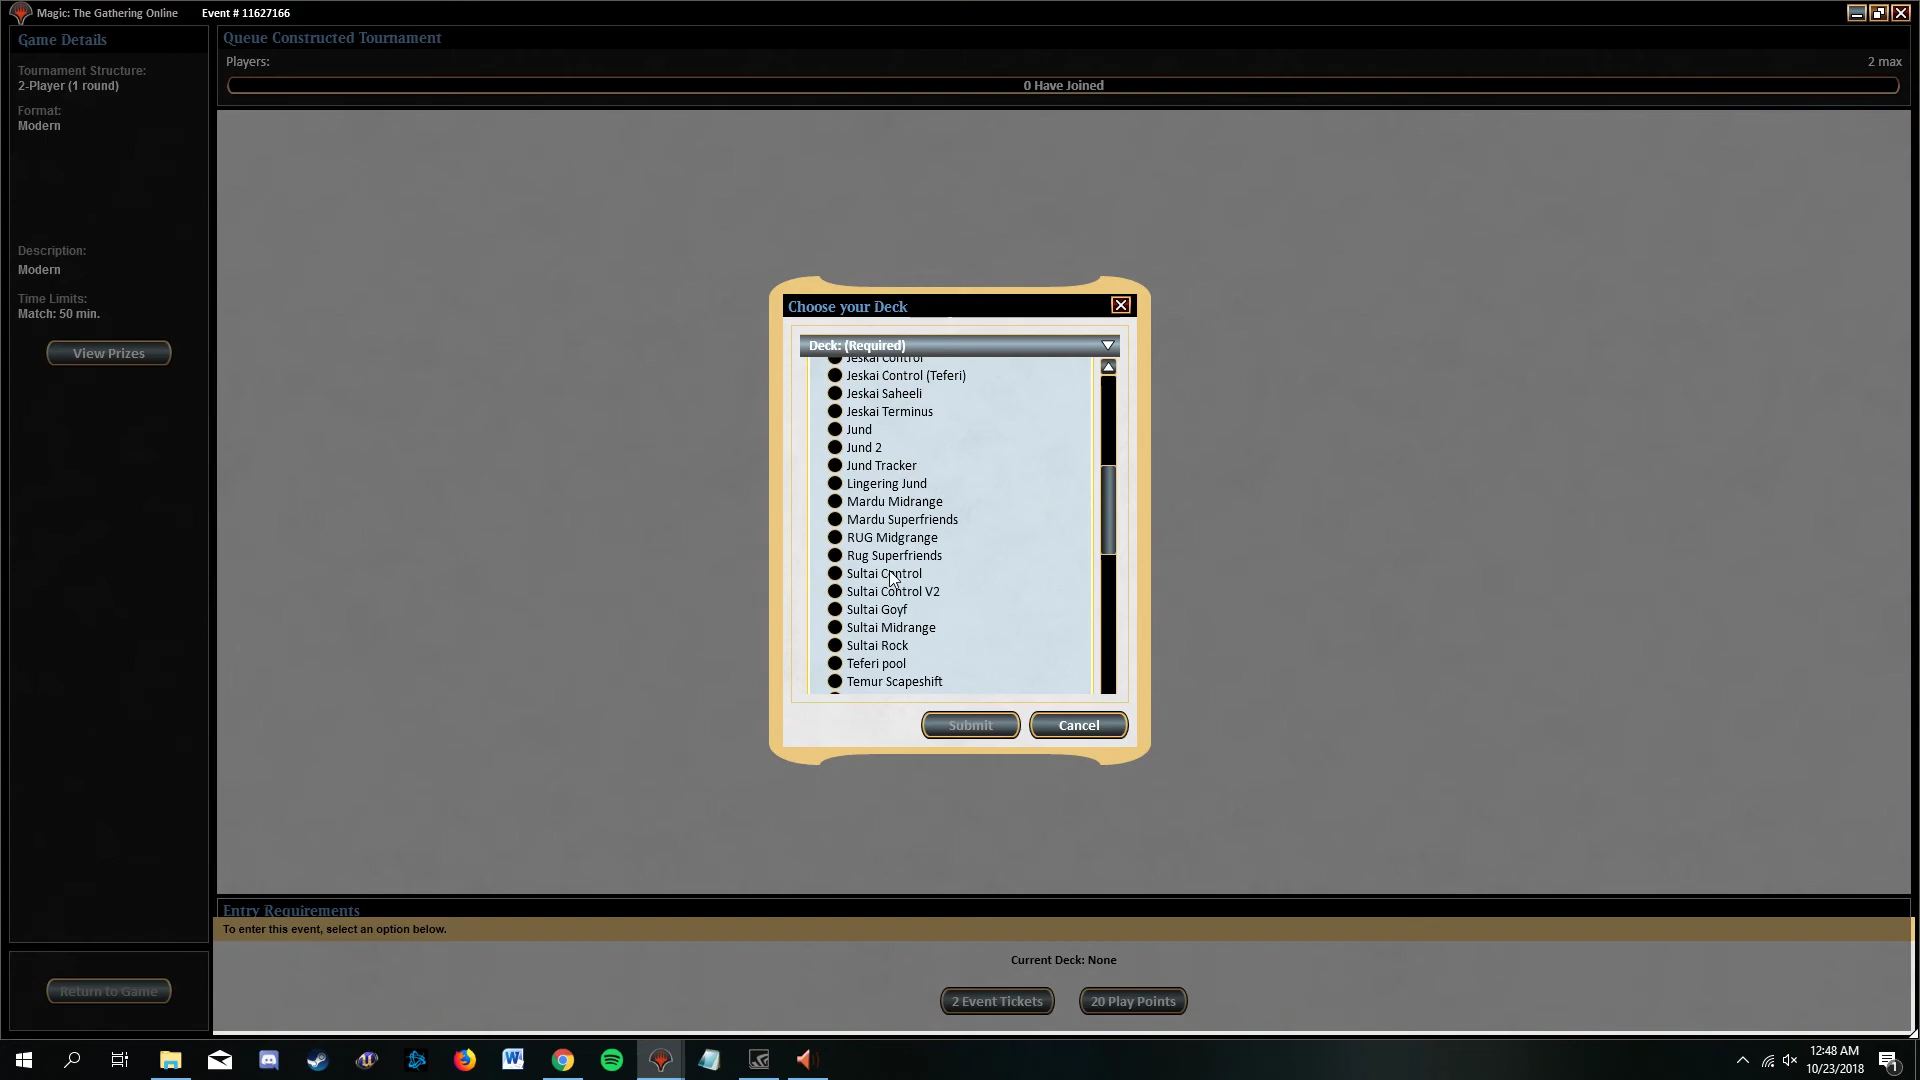 Magic: The Gathering Online
Event # 11627166
Game Details
Tournament Structure:
2-Player (1 round)
Format:
Modern
Description:
Modern
Time Limits:
Match: 50 min.
View Prizes
Return to Game
Queue Constructed Tournament
Players:
2 max
0 Have Joined
Choose your Deck
Deck: (Required)
Jeskai Control
Jeskai Control (Teferi)
Jeskai Saheeli
Jeskai Terminus
Jund
Jund 2
Jund Tracker
Lingering Jund
Mardu Midrange
Mardu Superfriends
RUG Midgrange
Rug Superfriends
Sultai Control
Sultai Control V2
Sultai Goyf
Sultai Midrange
Sultai Rock
Teferi pool
Temur Scapeshift
Submit
Cancel
Entry Requirements
To enter this event, select an option below.
Current Deck: None
2 Event Tickets
20 Play Points
12:48 AM
10/23/2018
1